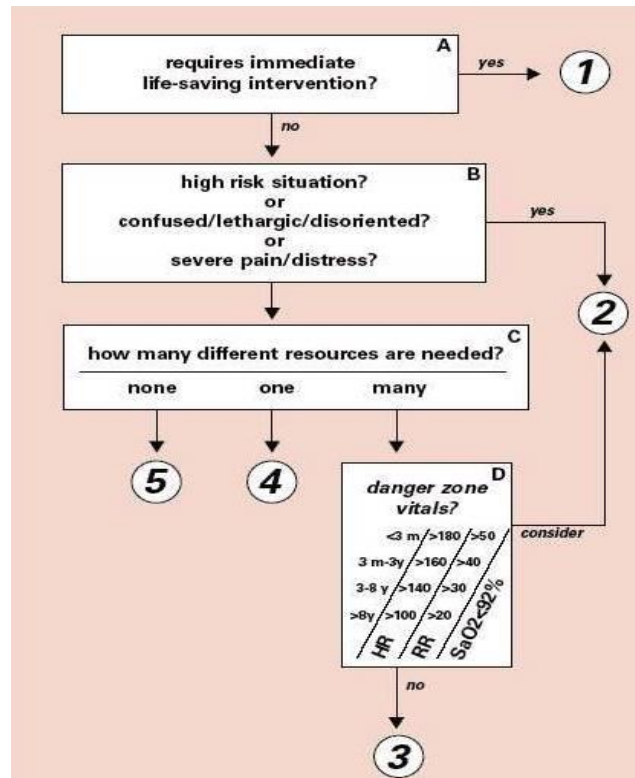 A
requires immediate
life-saving intervention?
yes
1
no
B
high risk situation?
or
confused/lethargic/disoriented?
or
severe pain/distress?
yes
2
C
how many different resources are needed?
none one many
5 4
D
danger zone
vitals?
<3 m >180 >50
3 m-3y >160 >40
3-8 y >140 >30
>8y >100 >20
HR RR SaO2<92%
consider
no
3